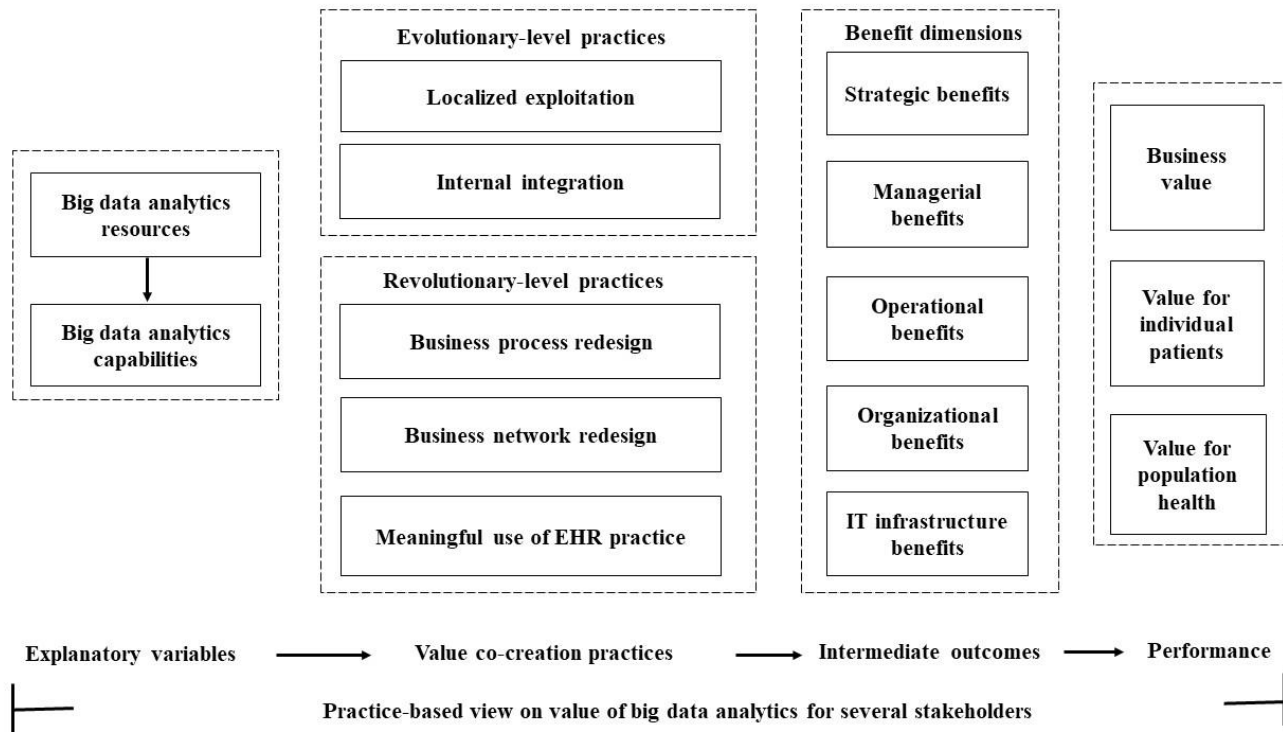 Big data analytics
resources
Big data analytics
capabilities
Evolutionary-level practices
Localized exploitation
Internal integration
Revolutionary-level practices
Business process redesign
Business network redesign
Meaningful use of EHR practice
Benefit dimensions
Strategic benefits
Managerial
benefits
Operational
benefits
Organizational
benefits
IT infrastructure
benefits
Business
value
Value for
individual
patients
Value for
population
health
Explanatory variables
Value co-creation practices
Intermediate outcomes
Performance
Practice-based view on value of big data analytics for several stakeholders